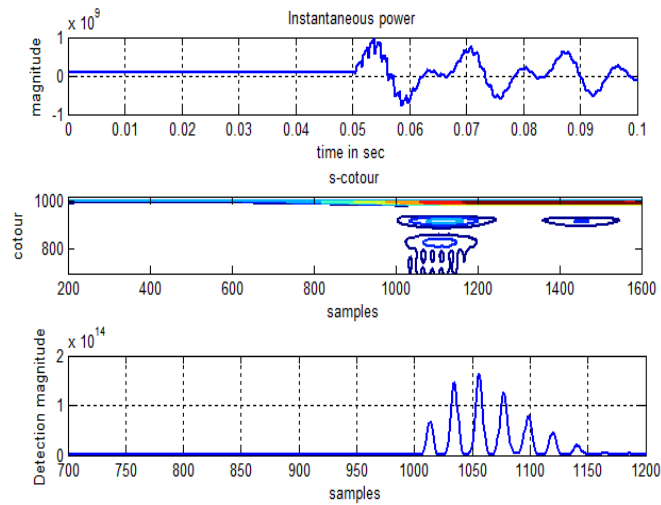 Instantaneous power
x 10^9
1
0
-1
magnitude
0 0.01 0.02 0.03 0.04 0.05 0.06 0.07 0.08 0.09 0.1
time in sec
s-cotour
1000
800
cotour
200 400 600 800 1000 1200 1400 1600
samples
x 10^14
2
1
0
Detection magnitude
700 750 800 850 900 950 1000 1050 1100 1150 1200
samples